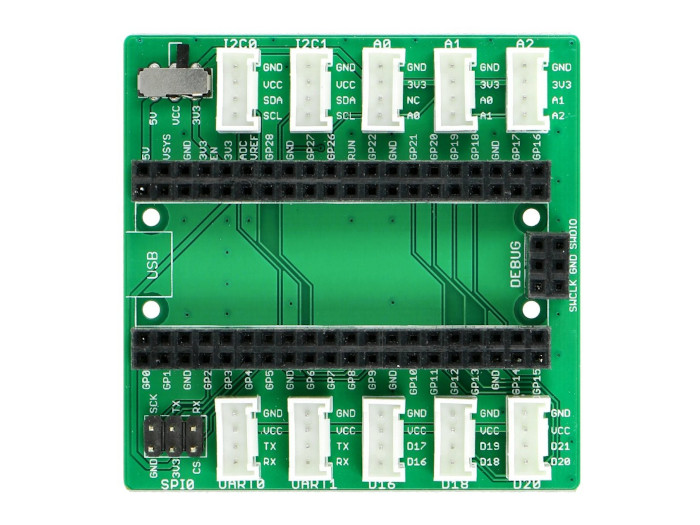 I2C0 I2C1 A0 A1 A2
GND GND GND GND GND
VCC VCC 3V3 3V3 3V3
SDA SDA NC A0 A1
SCL SCL A0 A1 A2
5V VCC 3V3
5V VSYS GND 3V3 EN 3V3 ADC VREF GP28 GND GP27 GP26 RUN GP22 GND GP21 GP20 GP19 GP18 GND GP17 GP16
USB
DEBUG
SWCLK GND SWDIO
GP0 GP1 GND GP2 GP3 GP4 GP5 GND GP6 GP7 GP8 GP9 GND GP10 GP11 GP12 GP13 GND GP14 GP15
SCK TX RX
GND 3V3 CS
SPI0
GND GND GND GND GND
VCC VCC VCC VCC VCC
TX TX D17 D19 D21
RX RX D16 D18 D20
UART0 UART1 D16 D18 D20